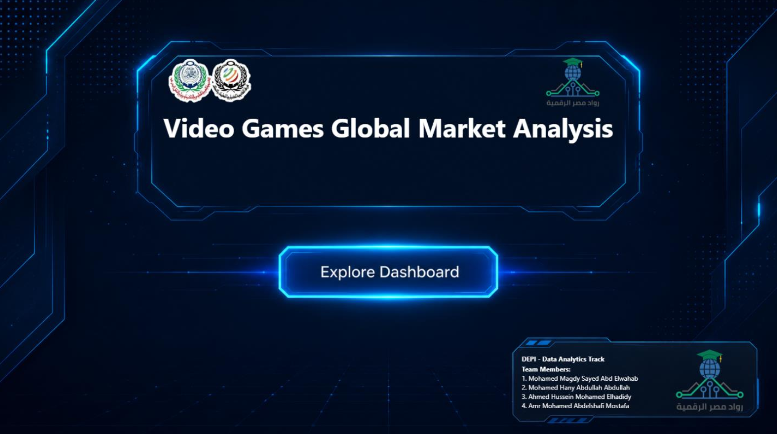 رواد مصر الرقمية
Video Games Global Market Analysis
Explore Dashboard
DEPI - Data Analytics Track
Team Members:
1. Mohamed Magdy Sayed Abd Elwahab
2. Mohamed Hany Abdullah Abdullah
3. Ahmed Hussein Mohamed Elhadidy
4. Amr Mohamed Abdelshafi Mostafa
رواد مصر الرقمية